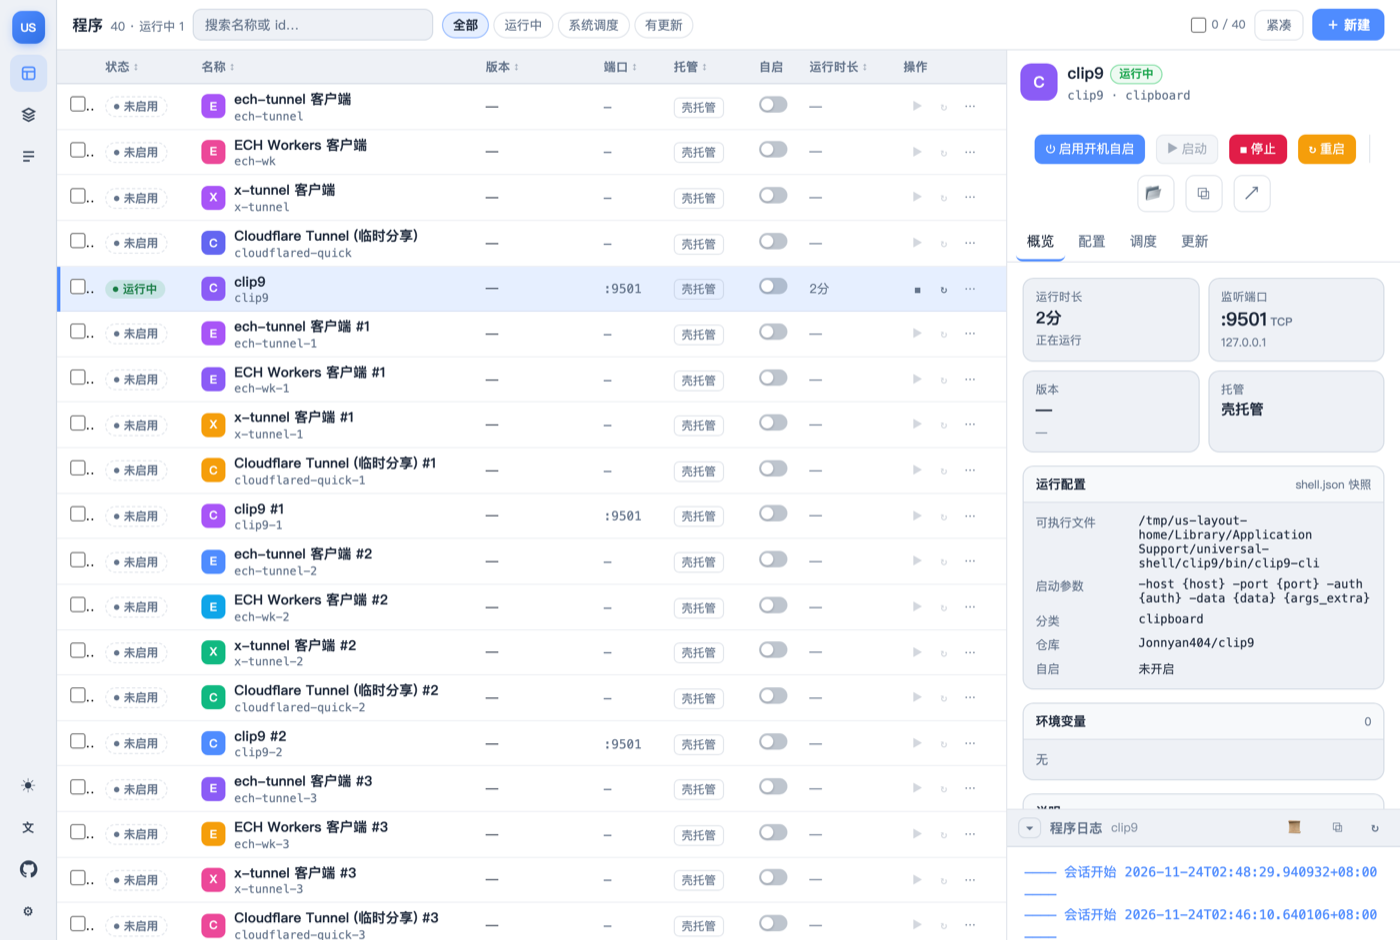 US
程序 40 · 运行中 1 搜索名称或 id... 全部 运行中 系统调度 有更新 0 / 40 紧凑 + 新建
状态 名称 版本 端口 托管 自启 运行时长 操作
未启用 E ech-tunnel 客户端 — — 壳托管 —
ech-tunnel
未启用 E ECH Workers 客户端 — — 壳托管 —
ech-wk
未启用 X x-tunnel 客户端 — — 壳托管 —
x-tunnel
未启用 C Cloudflare Tunnel (临时分享) — — 壳托管 —
cloudflared-quick
运行中 C clip9 — :9501 壳托管 2分
clip9
未启用 E ech-tunnel 客户端 #1 — — 壳托管 —
ech-tunnel-1
未启用 E ECH Workers 客户端 #1 — — 壳托管 —
ech-wk-1
未启用 X x-tunnel 客户端 #1 — — 壳托管 —
x-tunnel-1
未启用 C Cloudflare Tunnel (临时分享) #1 — — 壳托管 —
cloudflared-quick-1
未启用 C clip9 #1 — :9501 壳托管 —
clip9-1
未启用 E ech-tunnel 客户端 #2 — — 壳托管 —
ech-tunnel-2
未启用 E ECH Workers 客户端 #2 — — 壳托管 —
ech-wk-2
未启用 X x-tunnel 客户端 #2 — — 壳托管 —
x-tunnel-2
未启用 C Cloudflare Tunnel (临时分享) #2 — — 壳托管 —
cloudflared-quick-2
未启用 C clip9 #2 — :9501 壳托管 —
clip9-2
未启用 E ech-tunnel 客户端 #3 — — 壳托管 —
ech-tunnel-3
未启用 E ECH Workers 客户端 #3 — — 壳托管 —
ech-wk-3
未启用 X x-tunnel 客户端 #3 — — 壳托管 —
x-tunnel-3
未启用 C Cloudflare Tunnel (临时分享) #3 — — 壳托管 —
cloudflared-quick-3
文
C clip9 运行中
clip9 · clipboard
启用开机自启 启动 停止 重启
概览 配置 调度 更新
运行时长
2分
正在运行
监听端口
:9501 TCP
127.0.0.1
版本
—
—
托管
壳托管
运行配置 shell.json 快照
可执行文件 /tmp/us-layout-
home/Library/Application
Support/universal-
shell/clip9/bin/clip9-cli
启动参数 -host {host} -port {port} -auth
{auth} -data {data} {args_extra}
分类 clipboard
仓库 Jonnyan404/clip9
自启 未开启
环境变量 0
无
程序日志 clip9
——— 会话开始 2026-11-24T02:48:29.940932+08:00
———
——— 会话开始 2026-11-24T02:46:10.640106+08:00
———